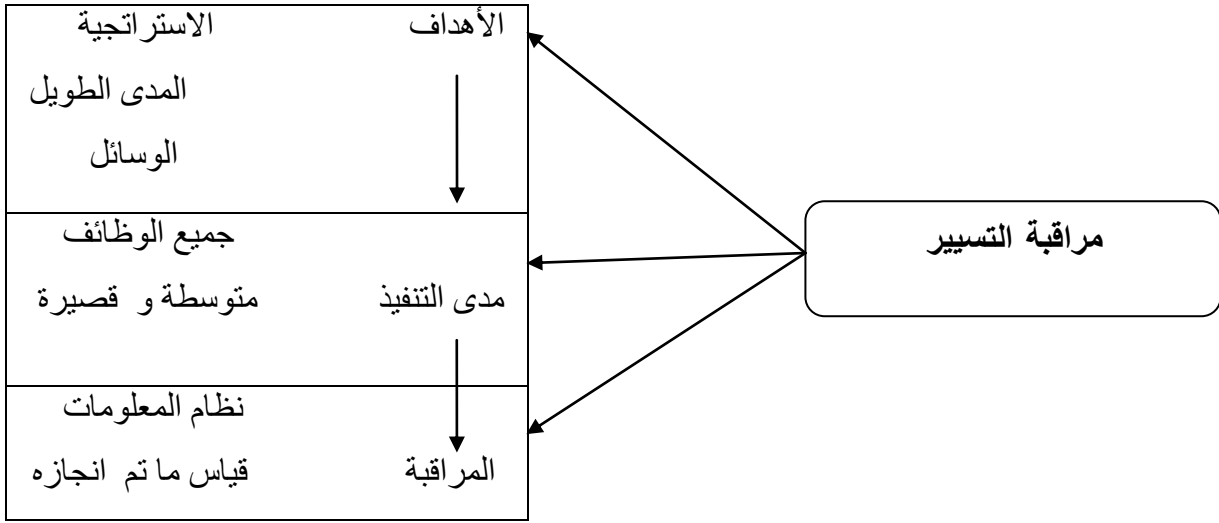 الأهداف الاستراتجية
المدى الطويل
الوسائل
جميع الوظائف
مدى التنفيذ متوسطة و قصيرة
نظام المعلومات
المراقبة قياس ما تم انجازه
مراقبة التسيير